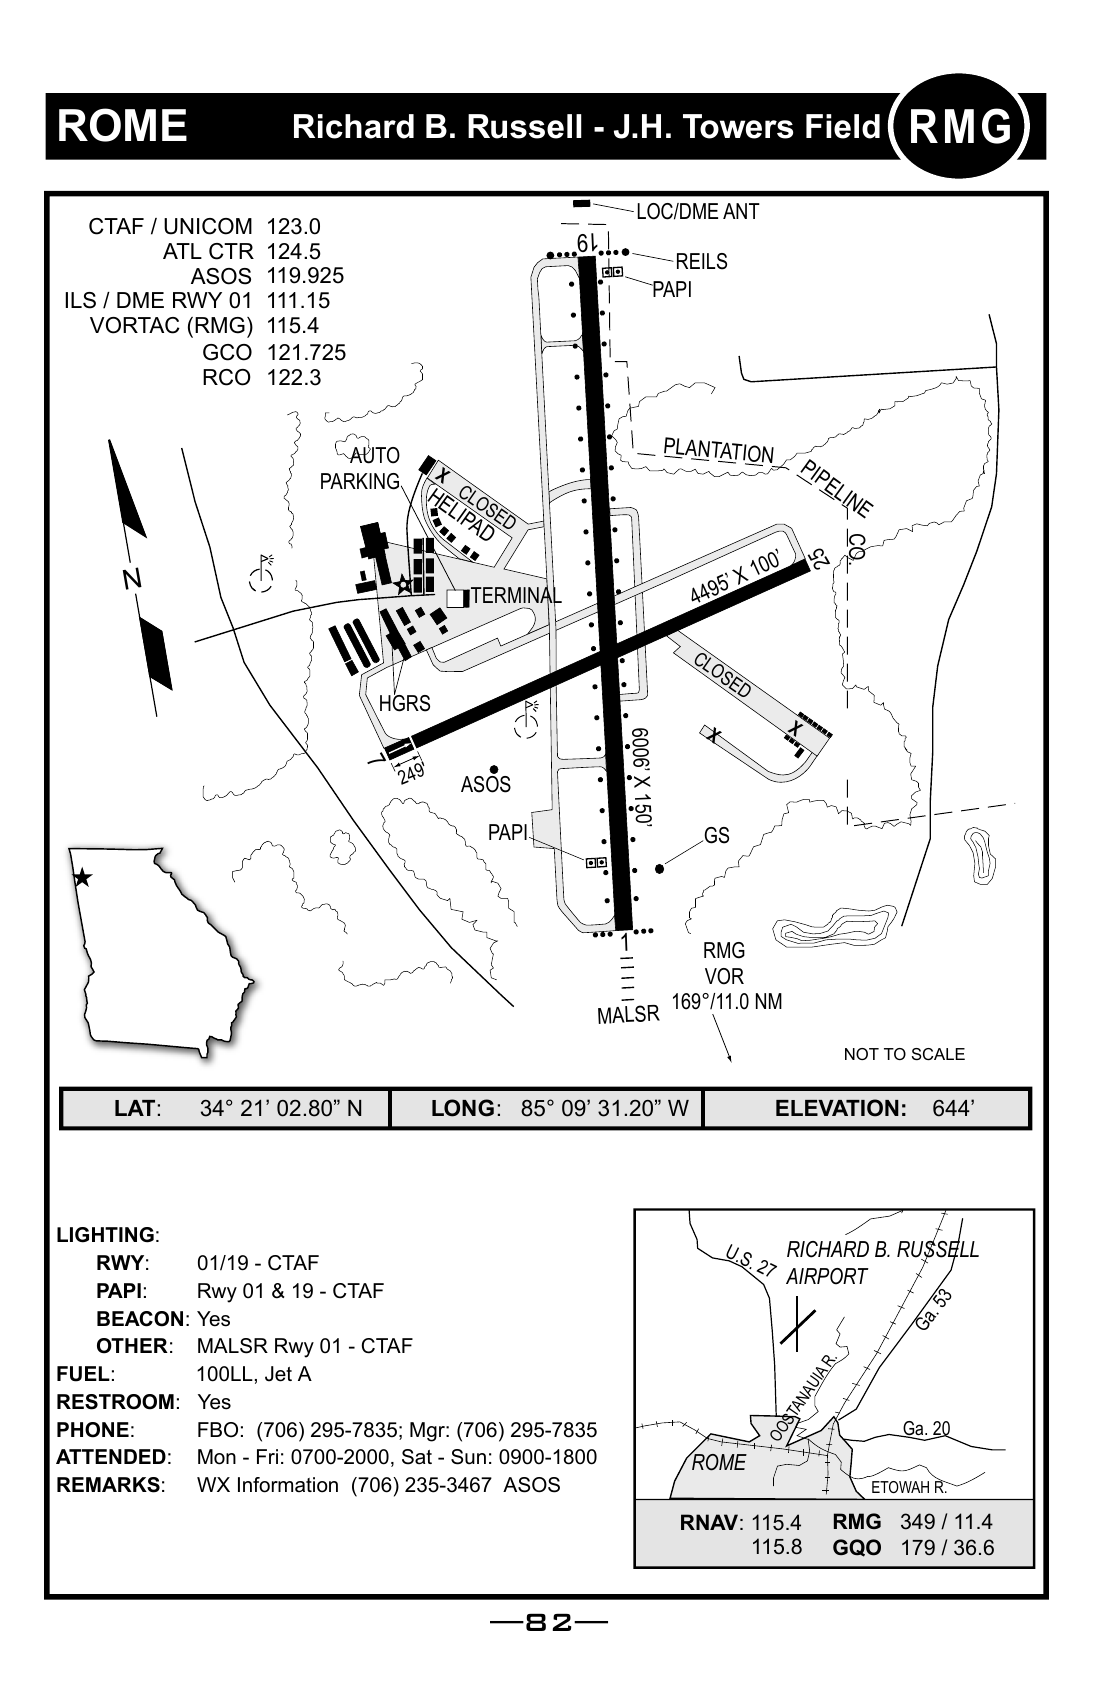 ROME
Richard B. Russell - J.H. Towers Field
RMG
CTAF / UNICOM 123.0
ATL CTR 124.5
ASOS 119.925
ILS / DME RWY 01 111.15
VORTAC (RMG) 115.4
GCO 121.725
RCO 122.3
LOC/DME ANT
19
REILS
PAPI
PLANTATION
PIPELINE
CO.
AUTO
PARKING
X
CLOSED
HELIPAD
N
TERMINAL
4495' X 100'
25
HGRS
CLOSED
X
X
7
249'
ASOS
6006' X 150'
PAPI
GS
1
MALSR
RMG
VOR
169°/11.0 NM
NOT TO SCALE
LAT: 34° 21' 02.80” N
LONG: 85° 09' 31.20” W
ELEVATION: 644'
LIGHTING:
RWY: 01/19 - CTAF
PAPI: Rwy 01 & 19 - CTAF
BEACON: Yes
OTHER: MALSR Rwy 01 - CTAF
FUEL: 100LL, Jet A
RESTROOM: Yes
PHONE: FBO: (706) 295-7835; Mgr: (706) 295-7835
ATTENDED: Mon - Fri: 0700-2000, Sat - Sun: 0900-1800
REMARKS: WX Information (706) 235-3467 ASOS
U.S. 27
RICHARD B. RUSSELL
AIRPORT
Ga. 53
OOSTANAUIA R.
Ga. 20
ROME
ETOWAH R.
RNAV: 115.4 RMG 349 / 11.4
115.8 GQO 179 / 36.6
82